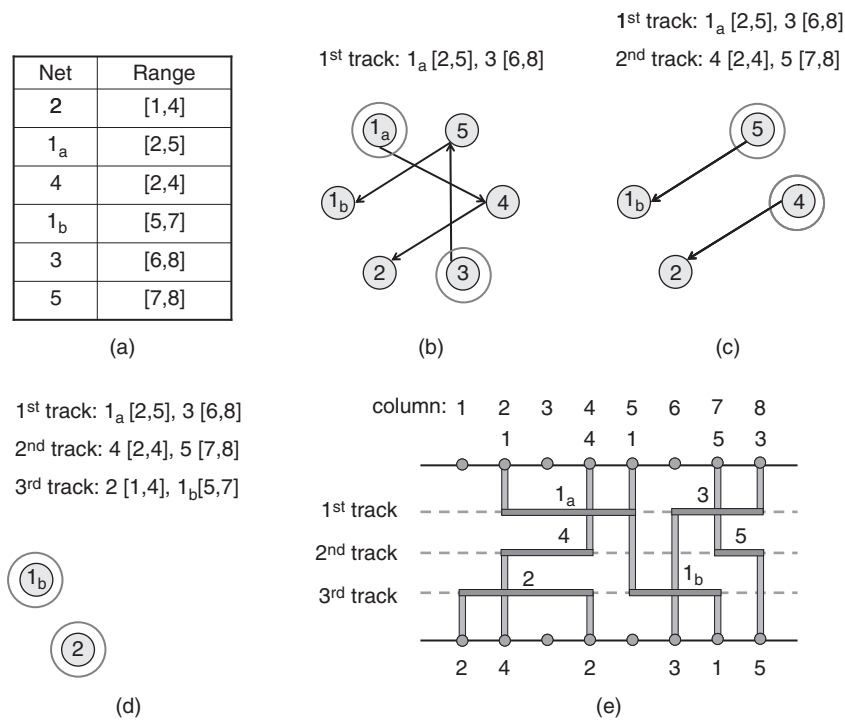 Net Range
2 [1,4]
1a [2,5]
4 [2,4]
1b [5,7]
3 [6,8]
5 [7,8]
(a)
1st track: 1a [2,5], 3 [6,8]
1a 5
1b 4
2 3
(b)
1st track: 1a [2,5], 3 [6,8]
2nd track: 4 [2,4], 5 [7,8]
5
1b 4
2
(c)
1st track: 1a [2,5], 3 [6,8]
2nd track: 4 [2,4], 5 [7,8]
3rd track: 2 [1,4], 1b[5,7]
1b
2
(d)
column: 1 2 3 4 5 6 7 8
1 4 1 5 3
1st track 1a 3
2nd track 4 5
3rd track 2 1b
2 4 2 3 1 5
(e)